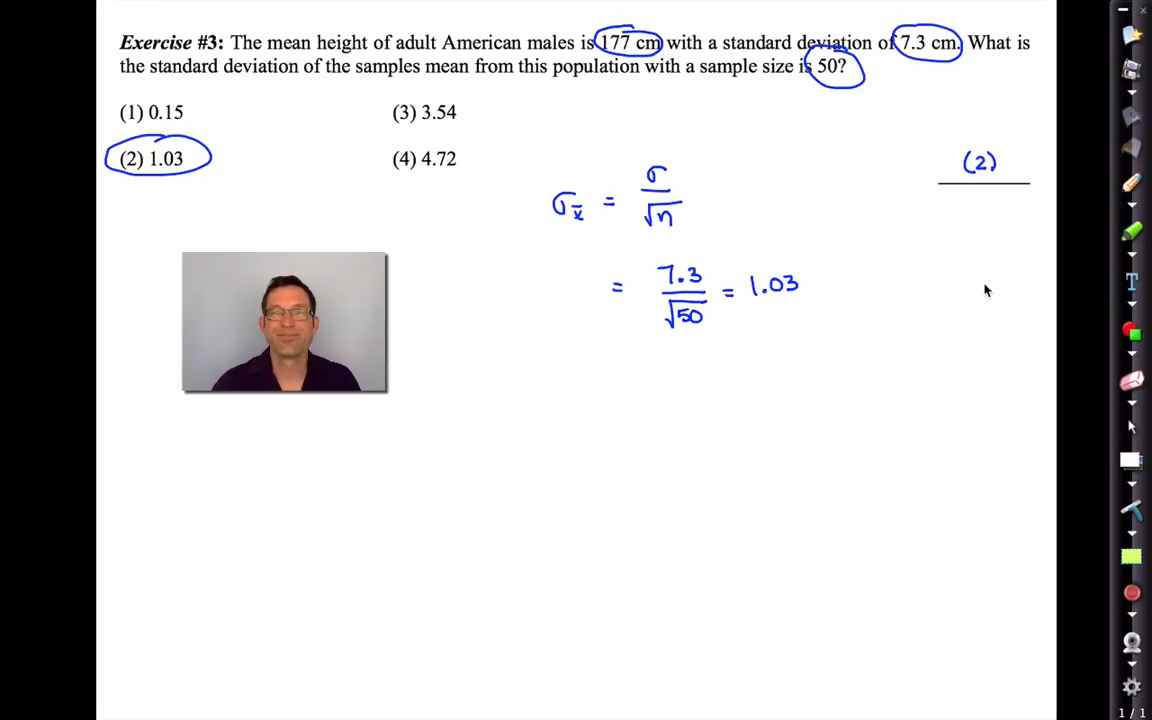 Exercise #3: The mean height of adult American males is 177 cm with a standard deviation of 7.3 cm. What is
the standard deviation of the samples mean from this population with a sample size is 50?
(1) 0.15 (3) 3.54
(2) 1.03 (4) 4.72
(2)
σx̄ = σ/√n
= 7.3/√50 = 1.03
T
1 / 1